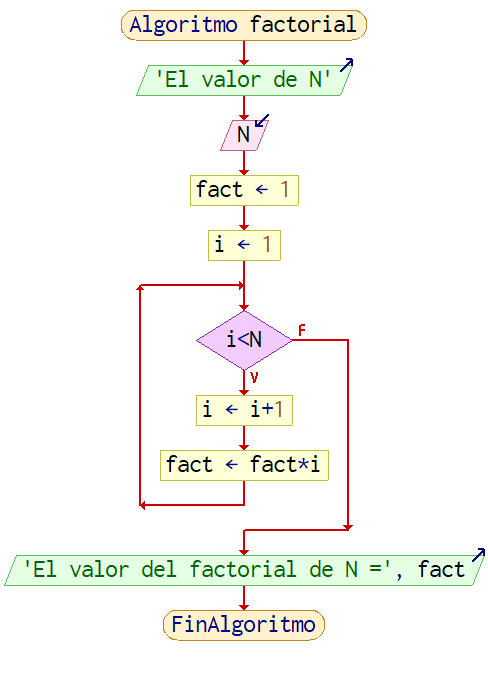 Algoritmo factorial
'El valor de N'
N
fact ← 1
i ← 1
i<N
F
V
i ← i+1
fact ← fact*i
'El valor del factorial de N =', fact
FinAlgoritmo